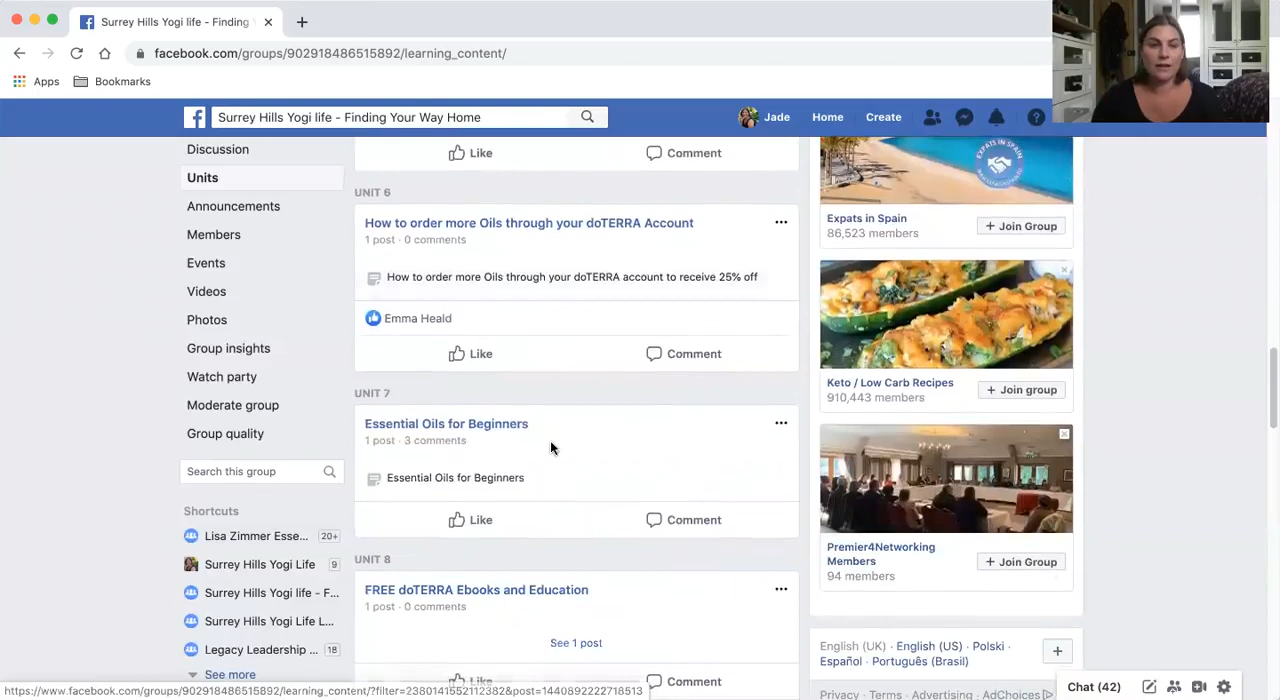 Surrey Hills Yogi life - Finding
facebook.com/groups/902918486515892/learning_content/
Apps
Bookmarks
Surrey Hills Yogi life - Finding Your Way Home
Jade
Home
Create
Discussion
Units
Announcements
Members
Events
Videos
Photos
Group insights
Watch party
Moderate group
Group quality
Search this group
Shortcuts
Lisa Zimmer Esse... 20+
Surrey Hills Yogi Life 9
Surrey Hills Yogi life - F...
Surrey Hills Yogi Life L...
Legacy Leadership ... 18
See more
Like
Comment
UNIT 6
How to order more Oils through your doTERRA Account
1 post · 0 comments
How to order more Oils through your doTERRA account to receive 25% off
Emma Heald
Like
Comment
UNIT 7
Essential Oils for Beginners
1 post · 3 comments
Essential Oils for Beginners
Like
Comment
UNIT 8
FREE doTERRA Ebooks and Education
1 post · 0 comments
See 1 post
Like
Comment
EXPATS IN SPAIN
Expats in Spain
86,523 members
+ Join Group
Keto / Low Carb Recipes
910,443 members
+ Join group
Premier4Networking
Members
94 members
+ Join Group
English (UK) · English (US) · Polski ·
Español · Português (Brasil)
Privacy · Terms · Advertising · AdChoices
Chat (42)
https://www.facebook.com/groups/902918486515892/learning_content/?filter=2380141552112382&post=1440892222718513